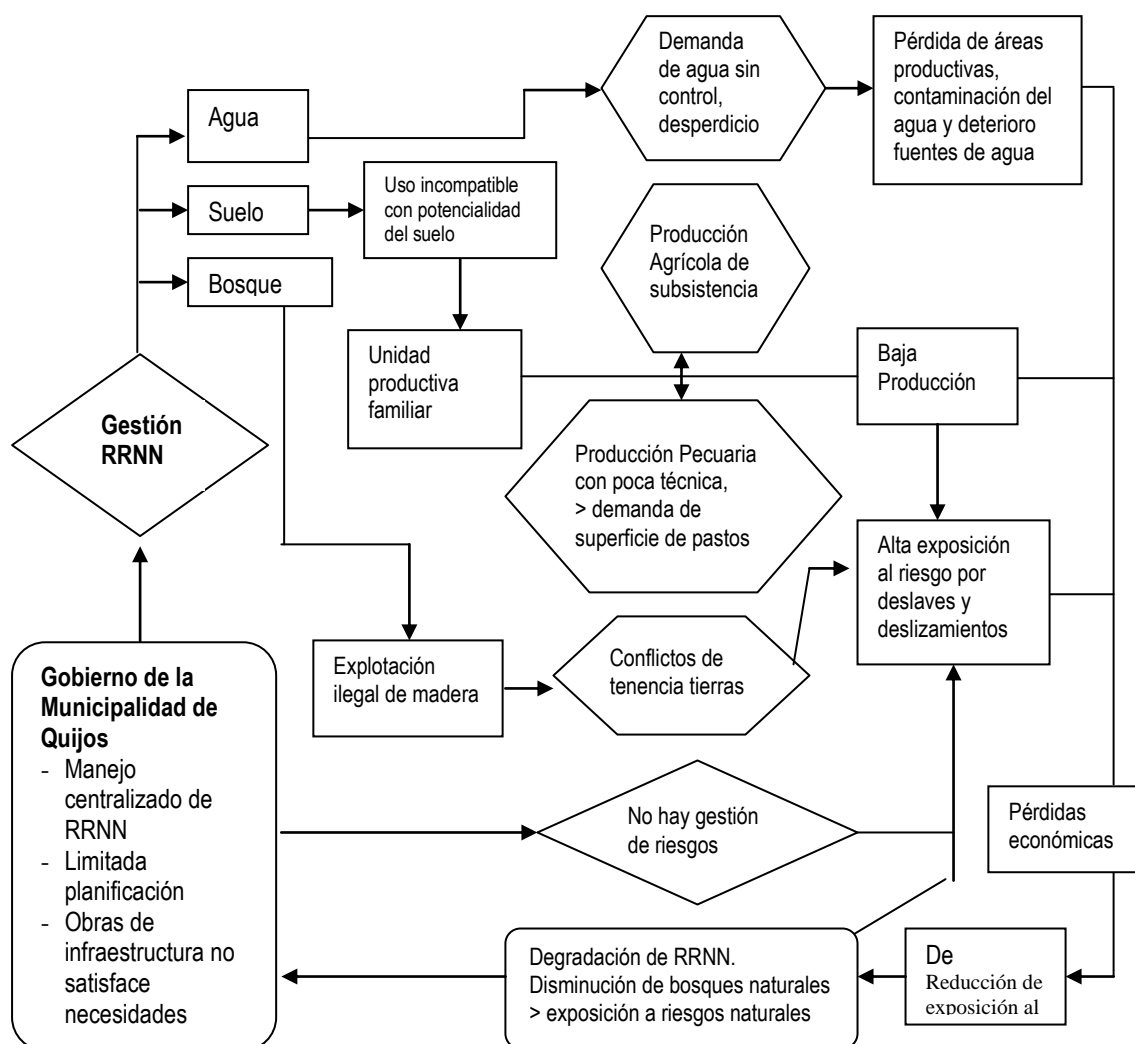 Demanda
de agua sin
control,
desperdicio
Pérdida de áreas
productivas,
contaminación del
agua y deterioro
fuentes de agua
Agua
Uso incompatible
con potencialidad
del suelo
Suelo
Producción
Agrícola de
subsistencia
Bosque
Unidad
productiva
familiar
Baja
Producción
Gestión
RRNN
Producción Pecuaria
con poca técnica,
> demanda de
superficie de pastos
Alta exposición
al riesgo por
deslaves y
deslizamientos
Explotación
ilegal de madera
Conflictos de
tenencia tierras
Gobierno de la
Municipalidad de
Quijos
- Manejo
centralizado de
RRNN
- Limitada
planificación
- Obras de
infraestructura no
satisface
necesidades
No hay gestión
de riesgos
Pérdidas
económicas
Degradación de RRNN.
Disminución de bosques naturales
> exposición a riesgos naturales
De
Reducción de
exposición al